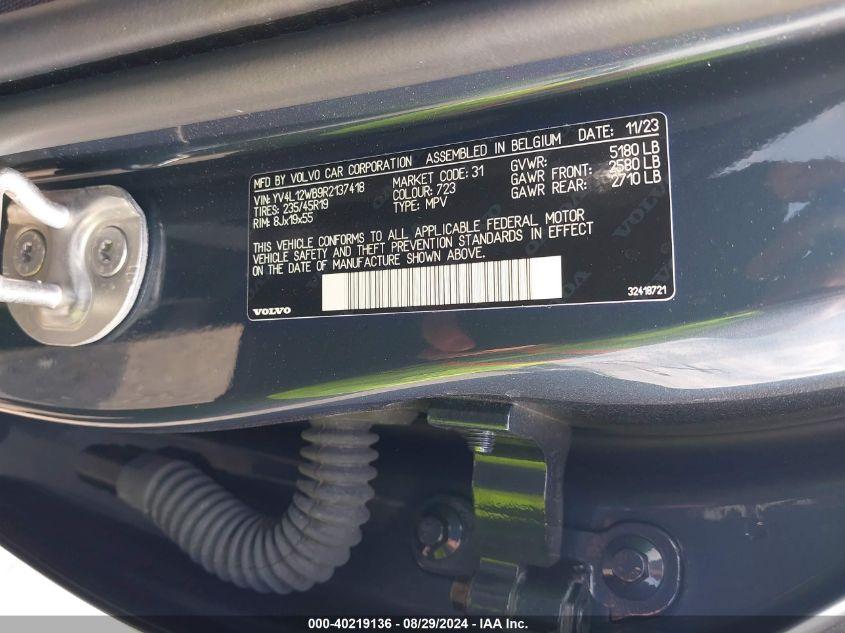 MFD BY VOLVO CAR CORPORATION ASSEMBLED IN BELGIUM DATE: 11/23
VIN: YV4L12WB9R2137418 MARKET CODE: 31 GVWR: 5180 LB
TIRES: 235/45R19 COLOUR: 723 GAWR FRONT: 2580 LB
RIM: 8Jx19x55 TYPE: MPV GAWR REAR: 2710 LB
THIS VEHICLE CONFORMS TO ALL APPLICABLE FEDERAL MOTOR
VEHICLE SAFETY AND THEFT PREVENTION STANDARDS IN EFFECT
ON THE DATE OF MANUFACTURE SHOWN ABOVE.
VOLVO 32418721
000-40219136 - 08/29/2024 - IAA Inc.